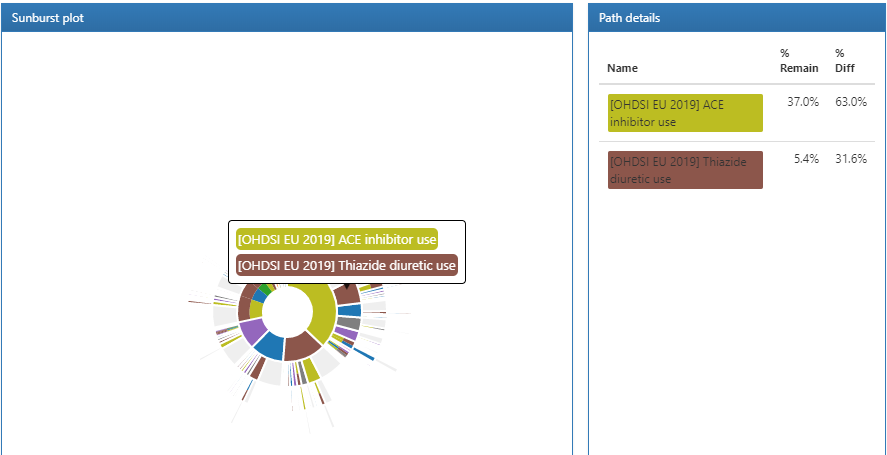 Sunburst plot
Path details
Name
% Remain
% Diff
[OHDSI EU 2019] ACE
inhibitor use
37.0%
63.0%
[OHDSI EU 2019] Thiazide
diuretic use
5.4%
31.6%
[OHDSI EU 2019] ACE inhibitor use
[OHDSI EU 2019] Thiazide diuretic use